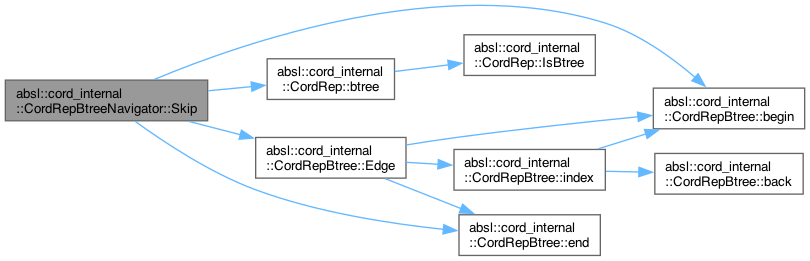 absl::cord_internal
::CordRepBtreeNavigator::Skip
absl::cord_internal
::CordRep::btree
absl::cord_internal
::CordRep::IsBtree
absl::cord_internal
::CordRepBtree::begin
absl::cord_internal
::CordRepBtree::Edge
absl::cord_internal
::CordRepBtree::index
absl::cord_internal
::CordRepBtree::back
absl::cord_internal
::CordRepBtree::end